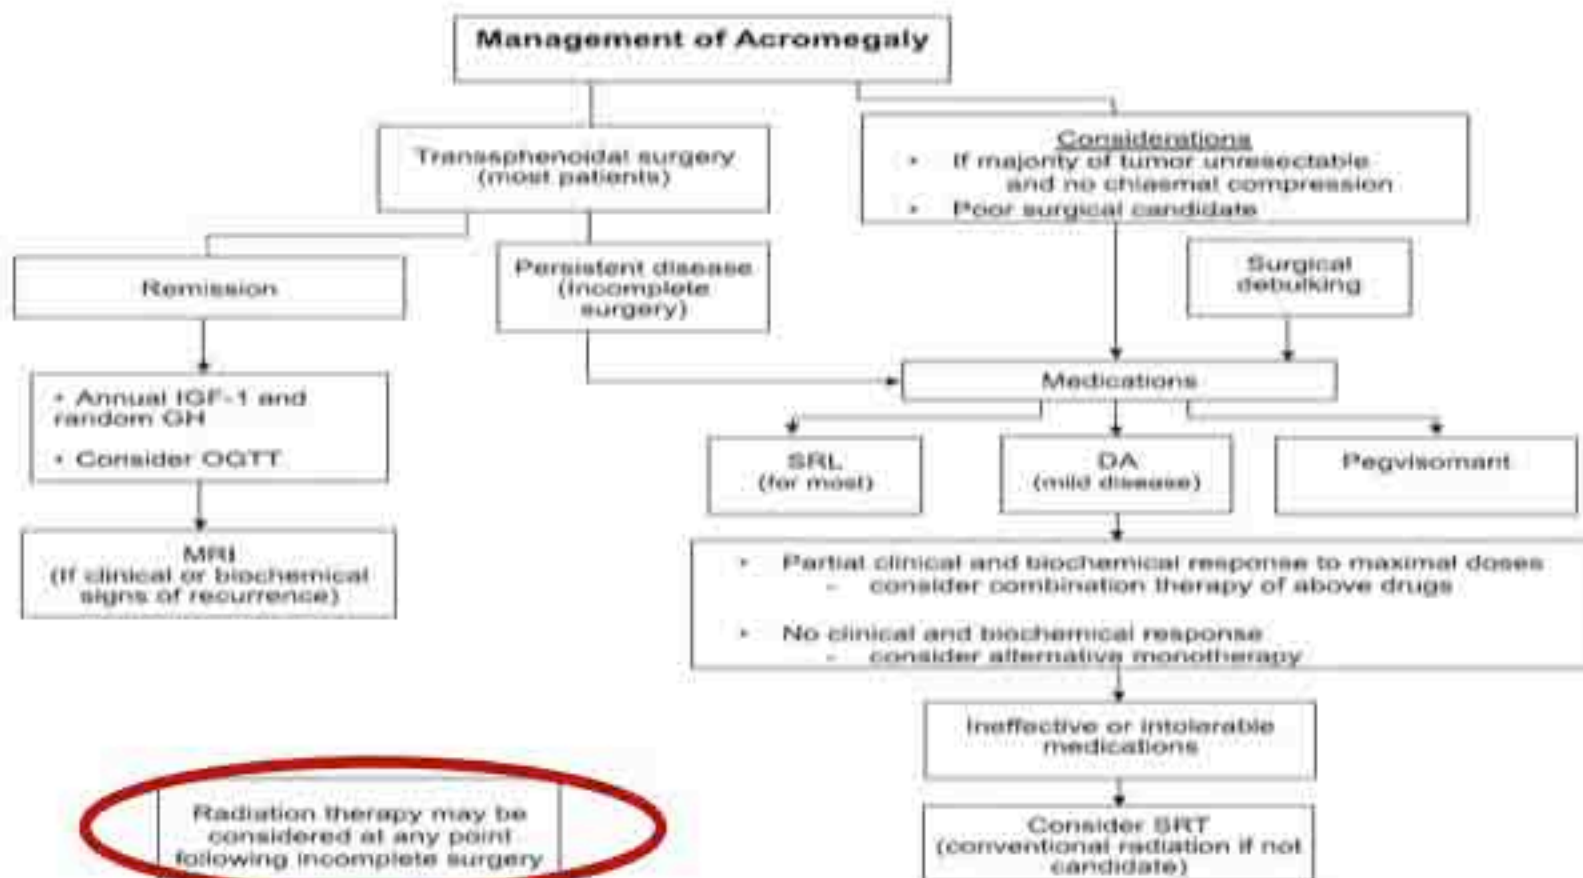 Management of Acromegaly
Transsphenoidal surgery
(most patients)
Considerations
• If majority of tumor unresectable
and no chiasmal compression
• Poor surgical candidate
Remission
Persistent disease
(Incomplete
surgery)
Surgical
debulking
• Annual IGF-1 and
random GH
• Consider OGTT
Medications
MRI
(If clinical or biochemical
signs of recurrence)
SRL
(for most)
DA
(mild disease)
Pegvisomant
• Partial clinical and biochemical response to maximal doses
- consider combination therapy of above drugs
• No clinical and biochemical response
- consider alternative monotherapy
Ineffective or intolerable
medications
Radiation therapy may be
considered at any point
following incomplete surgery
Consider SRT
(conventional radiation if not
candidate)